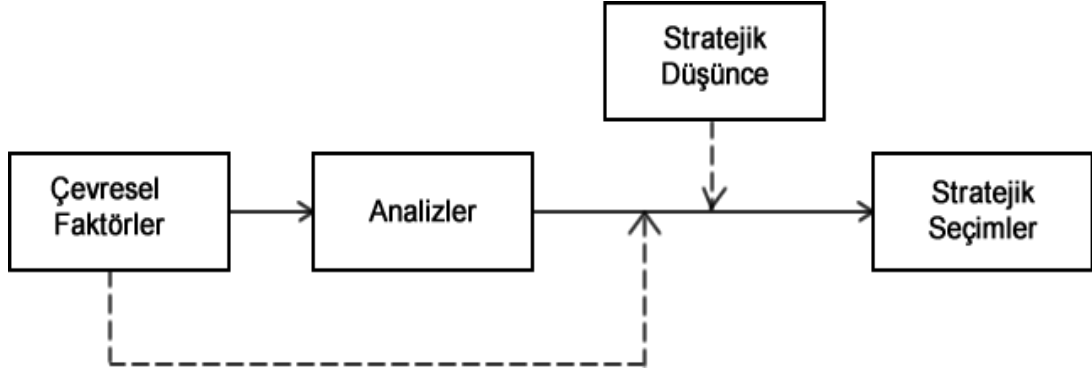 Stratejik
Düşünce
Çevresel
Faktörler
Analizler
Stratejik
Seçimler